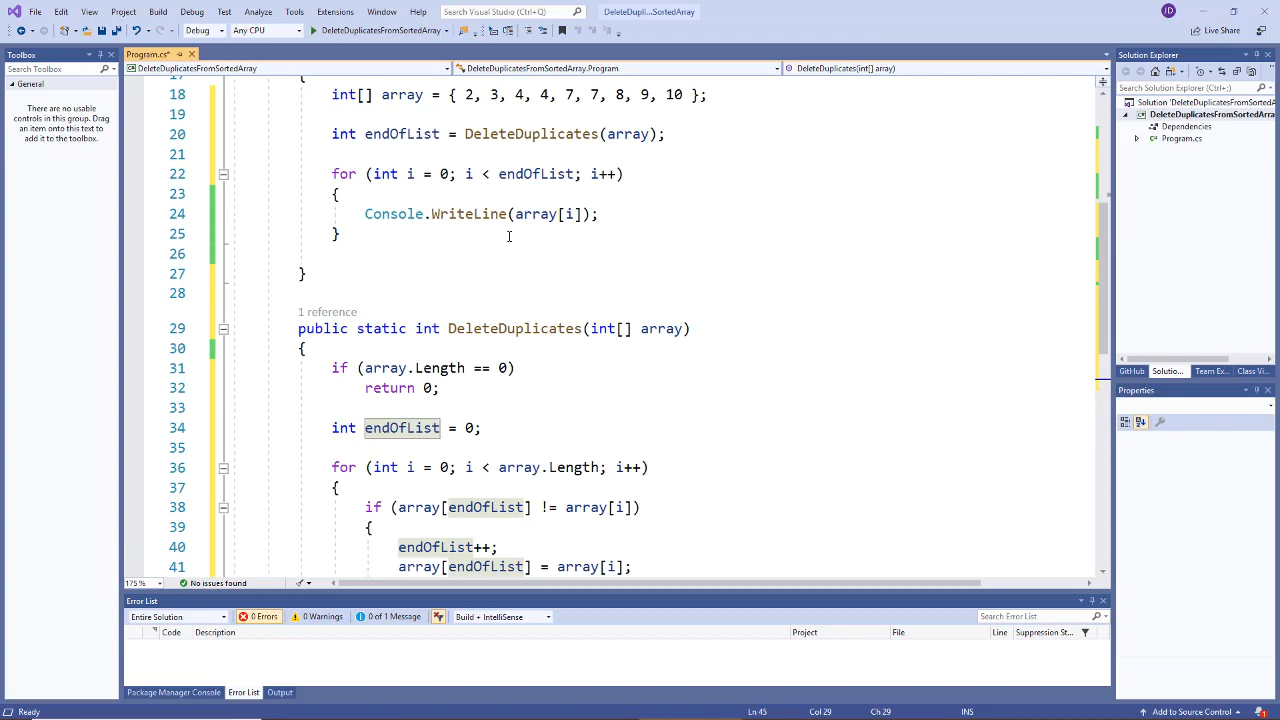 File Edit View Project Build Debug Test Analyze Tools Extensions Window Help Search Visual Studio (Ctrl+Q) DeleteDupli...SortedArray JD
Debug Any CPU DeleteDuplicatesFromSortedArray Live Share
Toolbox Program.cs* Solution Explorer
Search Toolbox DeleteDuplicatesFromSortedArray DeleteDuplicatesFromSortedArray.Program DeleteDuplicates(int[] array)
General
There are no usable
controls in this group. Drag
an item onto this text to
add it to the toolbox.
17 {
18 int[] array = { 2, 3, 4, 4, 7, 7, 8, 9, 10 };
19
20 int endOfList = DeleteDuplicates(array);
21
22 for (int i = 0; i < endOfList; i++)
23 {
24 Console.WriteLine(array[i]);
25 }
26
27 }
28
1 reference
29 public static int DeleteDuplicates(int[] array)
30 {
31 if (array.Length == 0)
32 return 0;
33
34 int endOfList = 0;
35
36 for (int i = 0; i < array.Length; i++)
37 {
38 if (array[endOfList] != array[i])
39 {
40 endOfList++;
41 array[endOfList] = array[i];
175 % No issues found
Search Solution Explorer (Ctrl+;)
Solution 'DeleteDuplicatesFromSorted
DeleteDuplicatesFromSortedArray
Dependencies
Program.cs
GitHub Solutio... Team Ex... Class Vi...
Properties
Error List
Entire Solution 0 Errors 0 Warnings 0 of 1 Message Build + IntelliSense Search Error List
Code Description Project File Line Suppression St...
Package Manager Console Error List Output
Ready Ln 45 Col 29 Ch 29 INS Add to Source Control 1